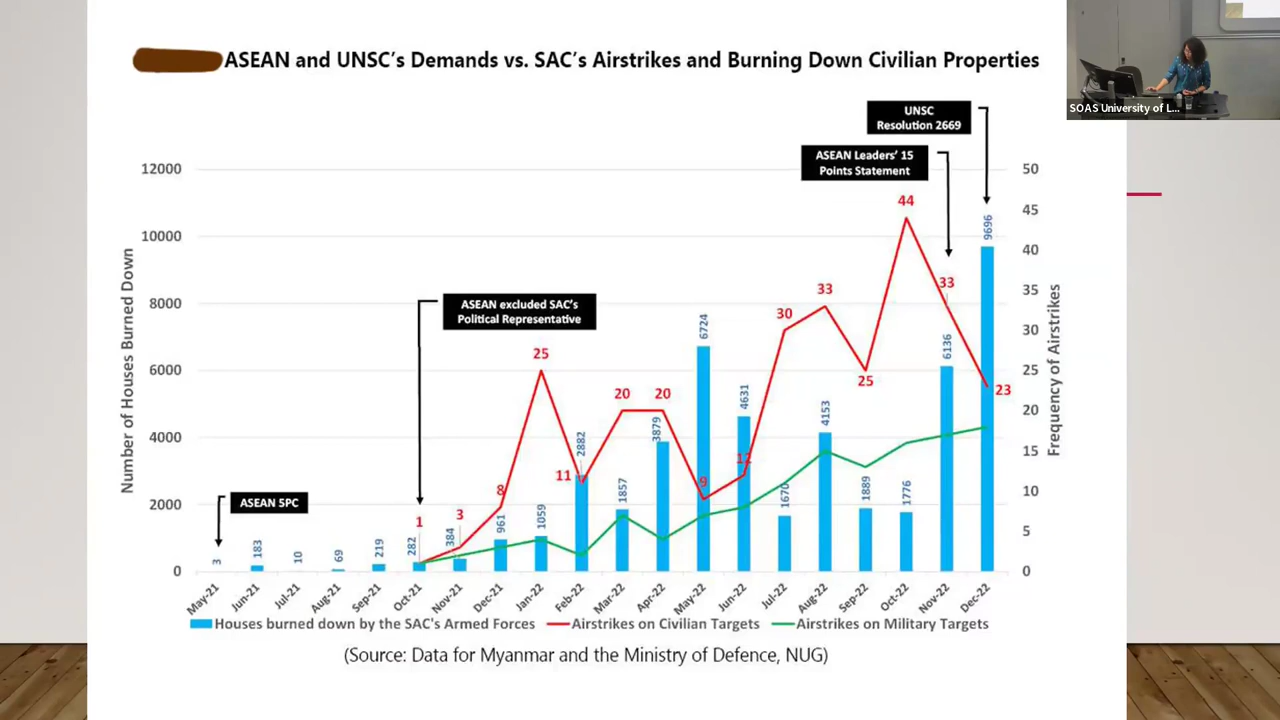 ASEAN and UNSC's Demands vs. SAC's Airstrikes and Burning Down Civilian Properties
SOAS University of L...
UNSC
Resolution 2669
ASEAN Leaders' 15
Points Statement
ASEAN excluded SAC's
Political Representative
ASEAN 5PC
Number of Houses Burned Down
12000
10000
8000
6000
4000
2000
0
Frequency of Airstrikes
50
45
40
35
30
25
20
15
10
5
0
3
183
10
69
219
282
384
961
1059
2882
1857
3879
6724
4631
1670
4153
1889
1776
6136
9696
1
3
8
25
11
20
20
9
12
30
33
25
44
33
23
May-21
Jun-21
Jul-21
Aug-21
Sep-21
Oct-21
Nov-21
Dec-21
Jan-22
Feb-22
Mar-22
Apr-22
May-22
Jun-22
Jul-22
Aug-22
Sep-22
Oct-22
Nov-22
Dec-22
Houses burned down by the SAC's Armed Forces
Airstrikes on Civilian Targets
Airstrikes on Military Targets
(Source: Data for Myanmar and the Ministry of Defence, NUG)